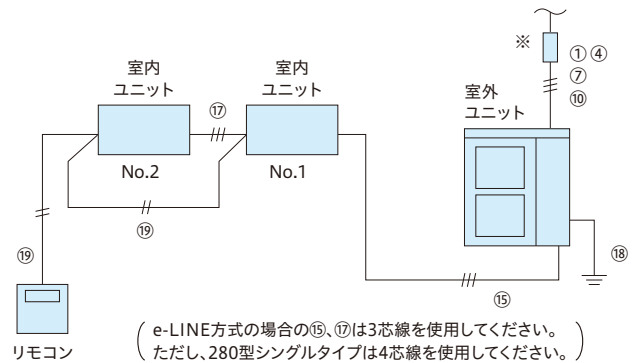 ※
①④
⑦
⑩
室内
ユニット
室内
ユニット
室外
ユニット
⑰
No.2
No.1
⑲
⑲
⑱
⑮
リモコン
e-LINE方式の場合の⑮、⑰は3芯線を使用してください。
ただし、280型シングルタイプは4芯線を使用してください。